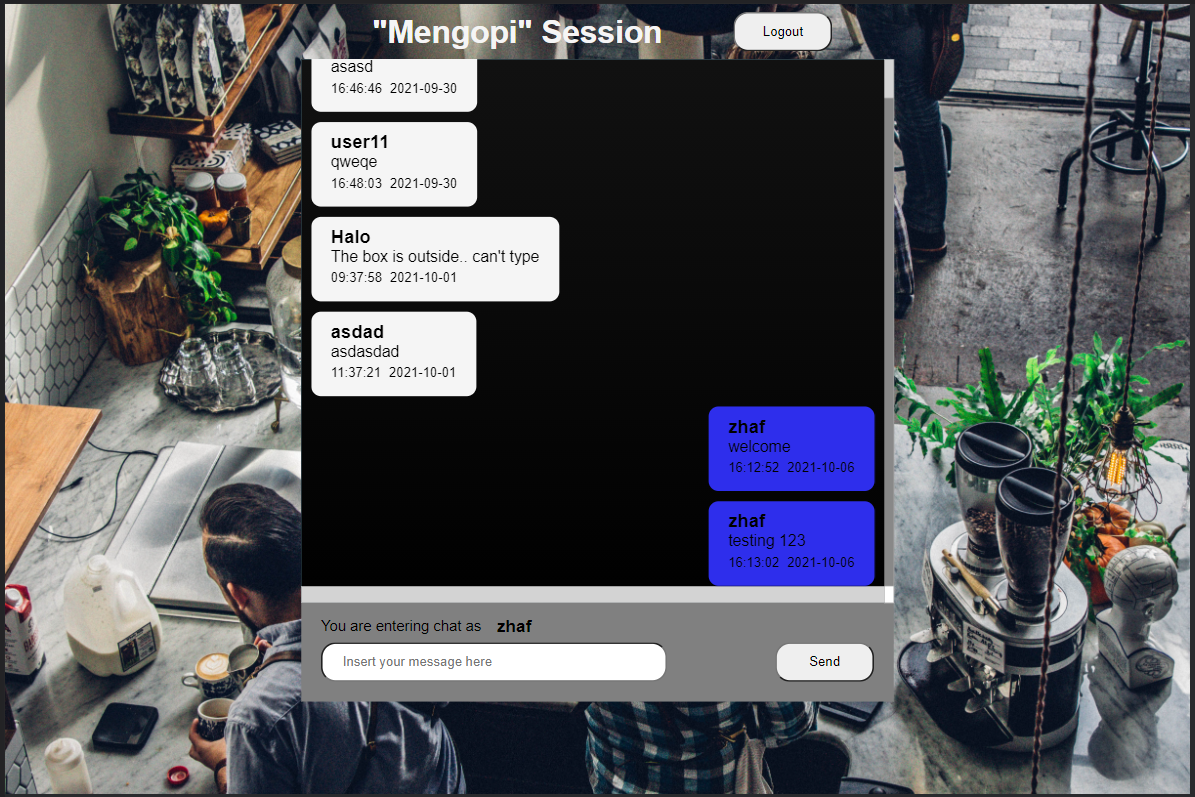 "Mengopi" Session
Logout
asasd
16:46:46 2021-09-30
user11
qweqe
16:48:03 2021-09-30
Halo
The box is outside.. can't type
09:37:58 2021-10-01
asdad
asdasdad
11:37:21 2021-10-01
zhaf
welcome
16:12:52 2021-10-06
zhaf
testing 123
16:13:02 2021-10-06
You are entering chat as zhaf
Insert your message here
Send